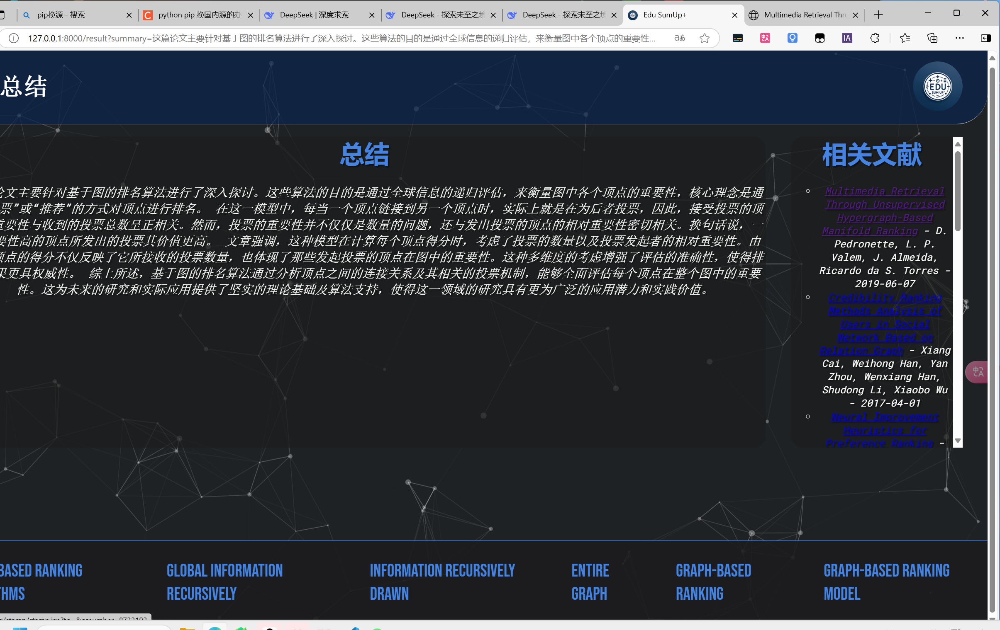 pip换源 - 搜索
python pip 换国内源的办
DeepSeek | 深度求索
DeepSeek - 探索未至之境
DeepSeek - 探索未至之境
Edu SumUp+
Multimedia Retrieval Thro
127.0.0.1:8000/result?summary=这篇论文主要针对基于图的排名算法进行了深入探讨。这些算法的目的是通过全球信息的递归评估，来衡量图中各个顶点的重要性...
总结
EDU
SUM UP
总结
论文主要针对基于图的排名算法进行了深入探讨。这些算法的目的是通过全球信息的递归评估，来衡量图中各个顶点的重要性，核心理念是通
票”或“推荐”的方式对顶点进行排名。 在这一模型中，每当一个顶点链接到另一个顶点时，实际上就是在为后者投票，因此，接受投票的顶
重要性与收到的投票总数呈正相关。然而，投票的重要性并不仅仅是数量的问题，还与发出投票的顶点的相对重要性密切相关。换句话说，一
要性高的顶点所发出的投票其价值更高。 文章强调，这种模型在计算每个顶点得分时，考虑了投票的数量以及投票发起者的相对重要性。由
顶点的得分不仅反映了它所接收的投票数量，也体现了那些发起投票的顶点在图中的重要性。这种多维度的考虑增强了评估的准确性，使得排
果更具权威性。 综上所述，基于图的排名算法通过分析顶点之间的连接关系及其相关的投票机制，能够全面评估每个顶点在整个图中的重要
性。这为未来的研究和实际应用提供了坚实的理论基础及算法支持，使得这一领域的研究具有更为广泛的应用潜力和实践价值。
相关文献
Multimedia Retrieval
Through Unsupervised
Hypergraph-Based
Manifold Ranking - D.
Pedronette, L. P.
Valem, J. Almeida,
Ricardo da S. Torres -
2019-06-07
Credibility Ranking
Methods Analysis of
Users in Social
Network Based on
Relation Graph - Xiang
Cai, Weihong Han, Yan
Zhou, Wenxiang Han,
Shudong Li, Xiaobo Wu
- 2017-04-01
Neural Improvement
Heuristics for
Preference Ranking -
BASED RANKING
THMS
GLOBAL INFORMATION
RECURSIVELY
INFORMATION RECURSIVELY
DRAWN
ENTIRE
GRAPH
GRAPH-BASED
RANKING
GRAPH-BASED RANKING
MODEL